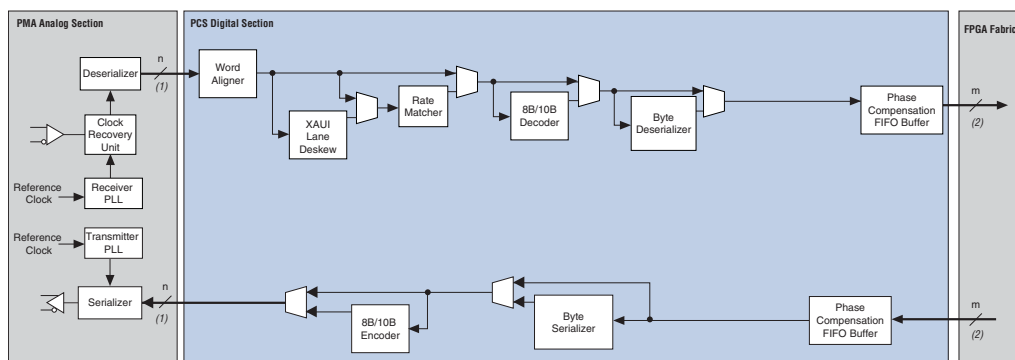 PMA Analog Section
PCS Digital Section
FPGA Fabric
Deserializer
n
(1)
Word
Aligner
Clock
Recovery
Unit
XAUI
Lane
Deskew
Rate
Matcher
8B/10B
Decoder
Byte
Deserializer
Phase
Compensation
FIFO Buffer
m
(2)
Reference
Clock
Receiver
PLL
Reference
Clock
Transmitter
PLL
Serializer
n
(1)
8B/10B
Encoder
Byte
Serializer
Phase
Compensation
FIFO Buffer
m
(2)